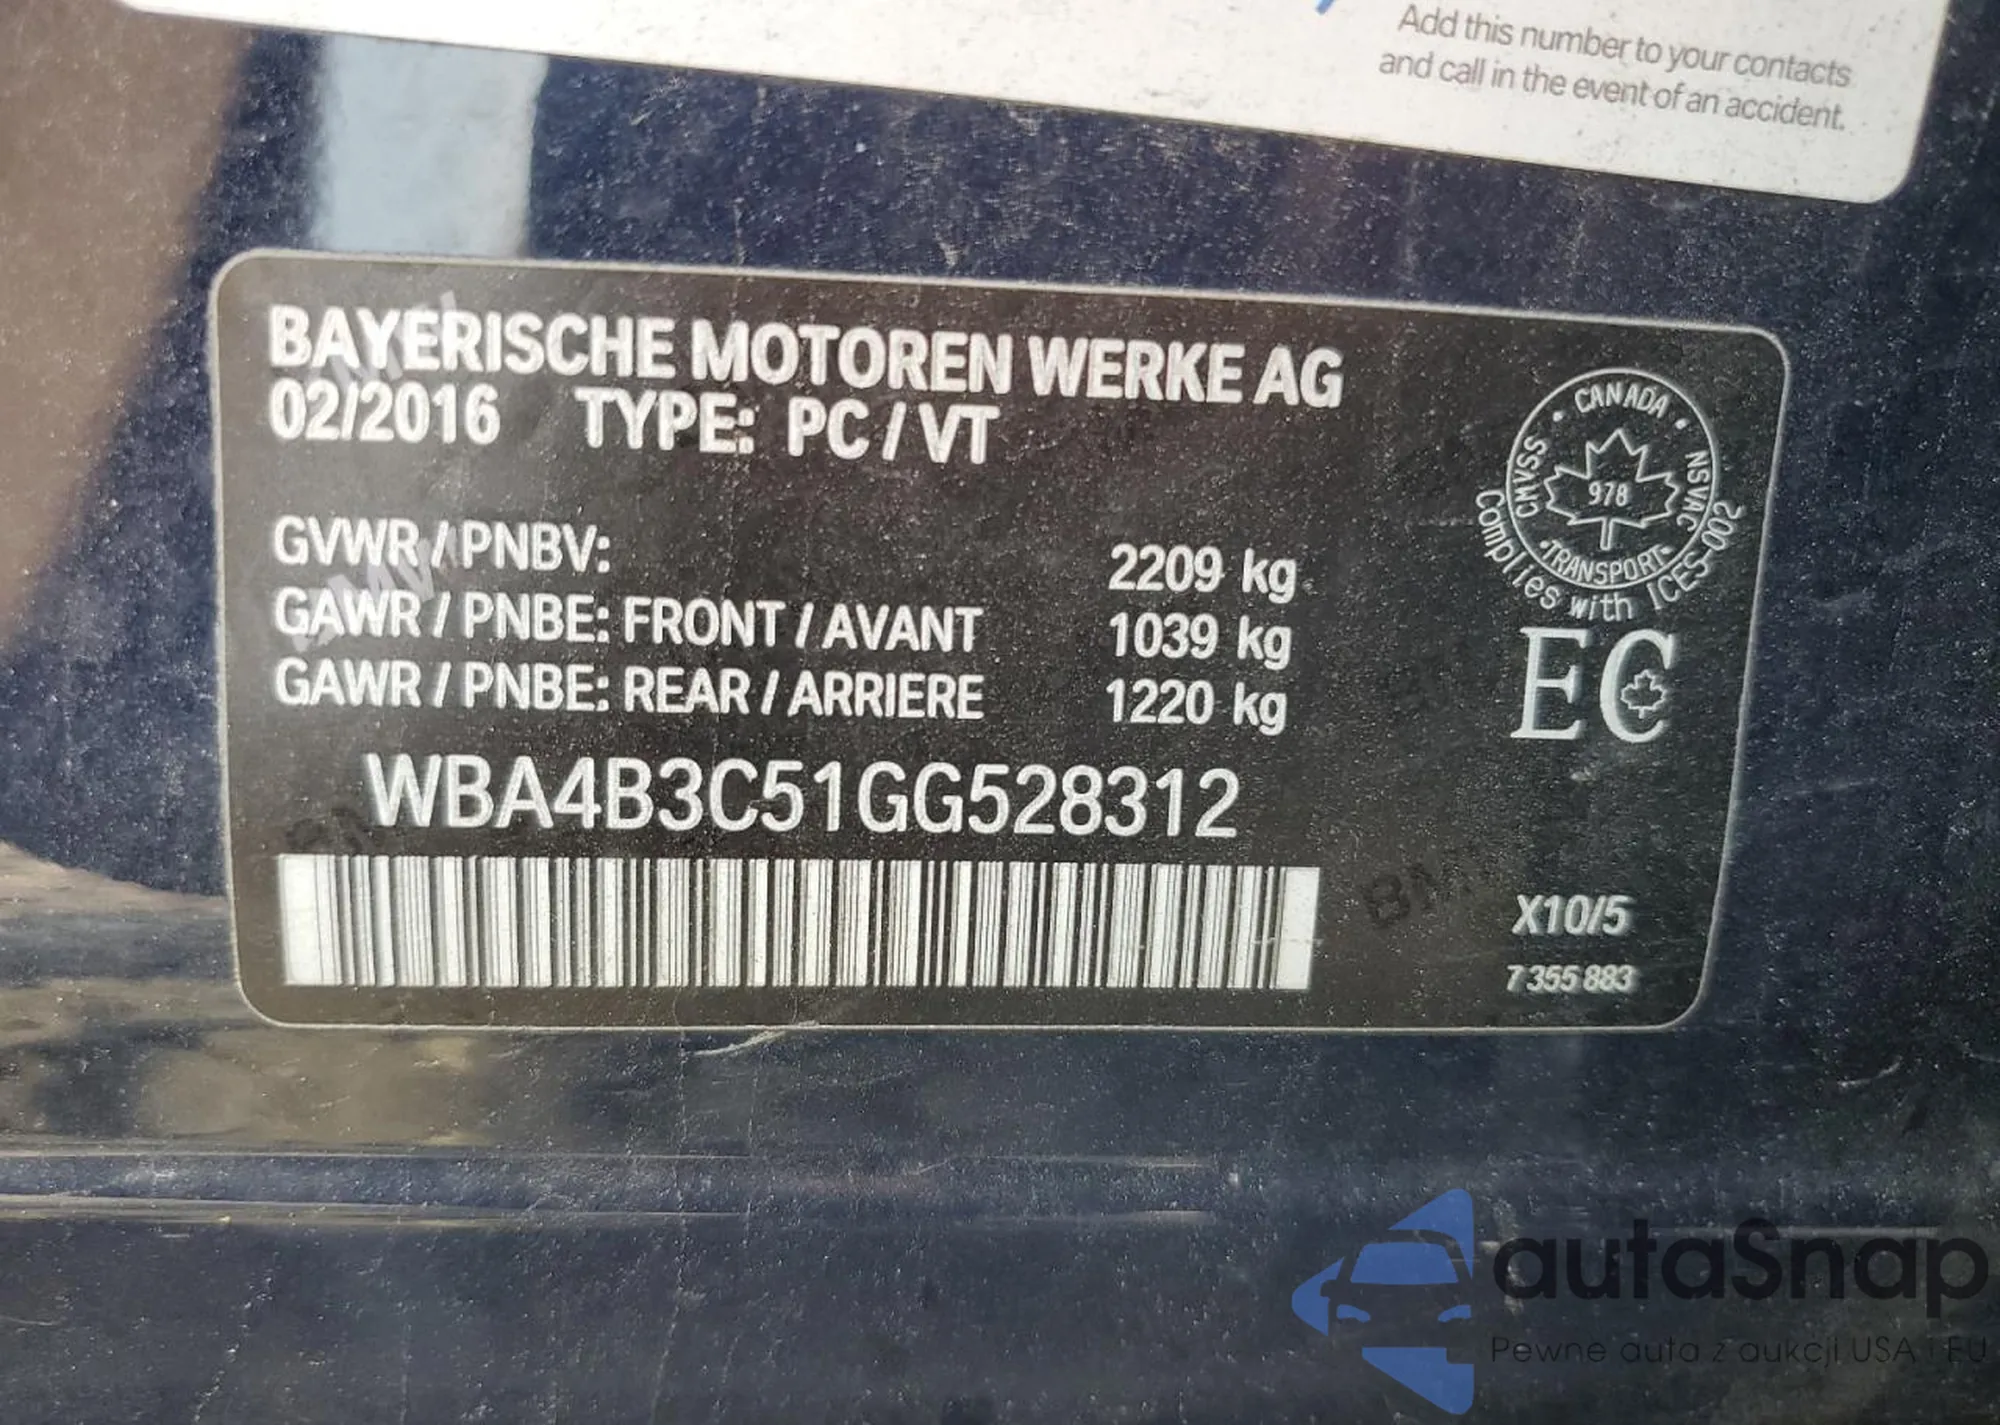 Add this number to your contacts
and call in the event of an accident.
BAYERISCHE MOTOREN WERKE AG
02/2016 TYPE: PC / VT
GVWR / PNBV: 2209 kg
GAWR / PNBE: FRONT / AVANT 1039 kg
GAWR / PNBE: REAR / ARRIERE 1220 kg
WBA4B3C51GG528312
CANADA
CMVSS
NSVAC
978
TRANSPORT
Complies with ICES-002
EC
X10/5
7 355 883
autaSnap
Pewne auta z aukcji USA i EU